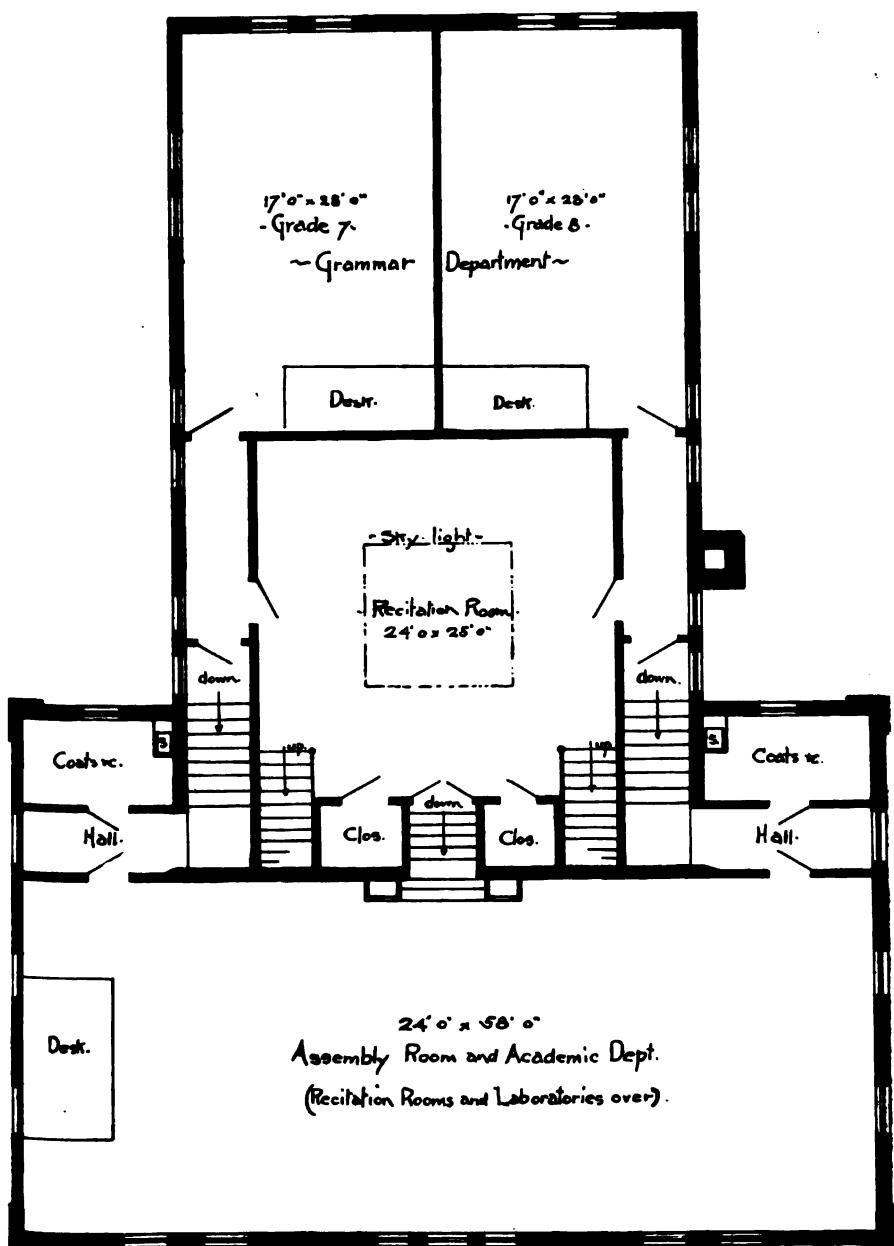 17'0" x 28'0"
- Grade 7 -
17'0" x 28'0"
- Grade 8 -
~ Grammar Department ~
Desk.
Desk.
- Sky-light -
- Recitation Room -
24'0 x 25'0"
down.
down.
S
S
Coats &c.
Coats &c.
up.
up.
down
Hall.
Hall.
Clos.
Clos.
24'0" x 58'0"
Desk.
Assembly Room and Academic Dept.
(Recitation Rooms and Laboratories over).